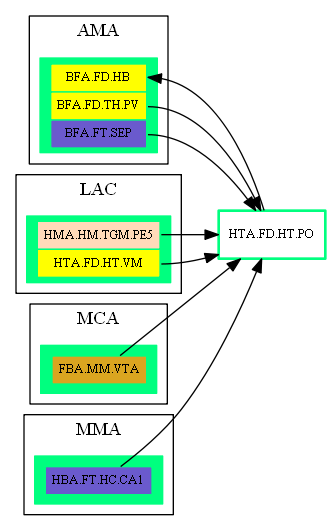 AMA
BFA.FD.HB
BFA.FD.TH.PV
BFA.FT.SEP
LAC
HMA.HM.TGM.PE5
HTA.FD.HT.VM
HTA.FD.HT.PO
MCA
FBA.MM.VTA
MMA
HBA.FT.HC.CA1